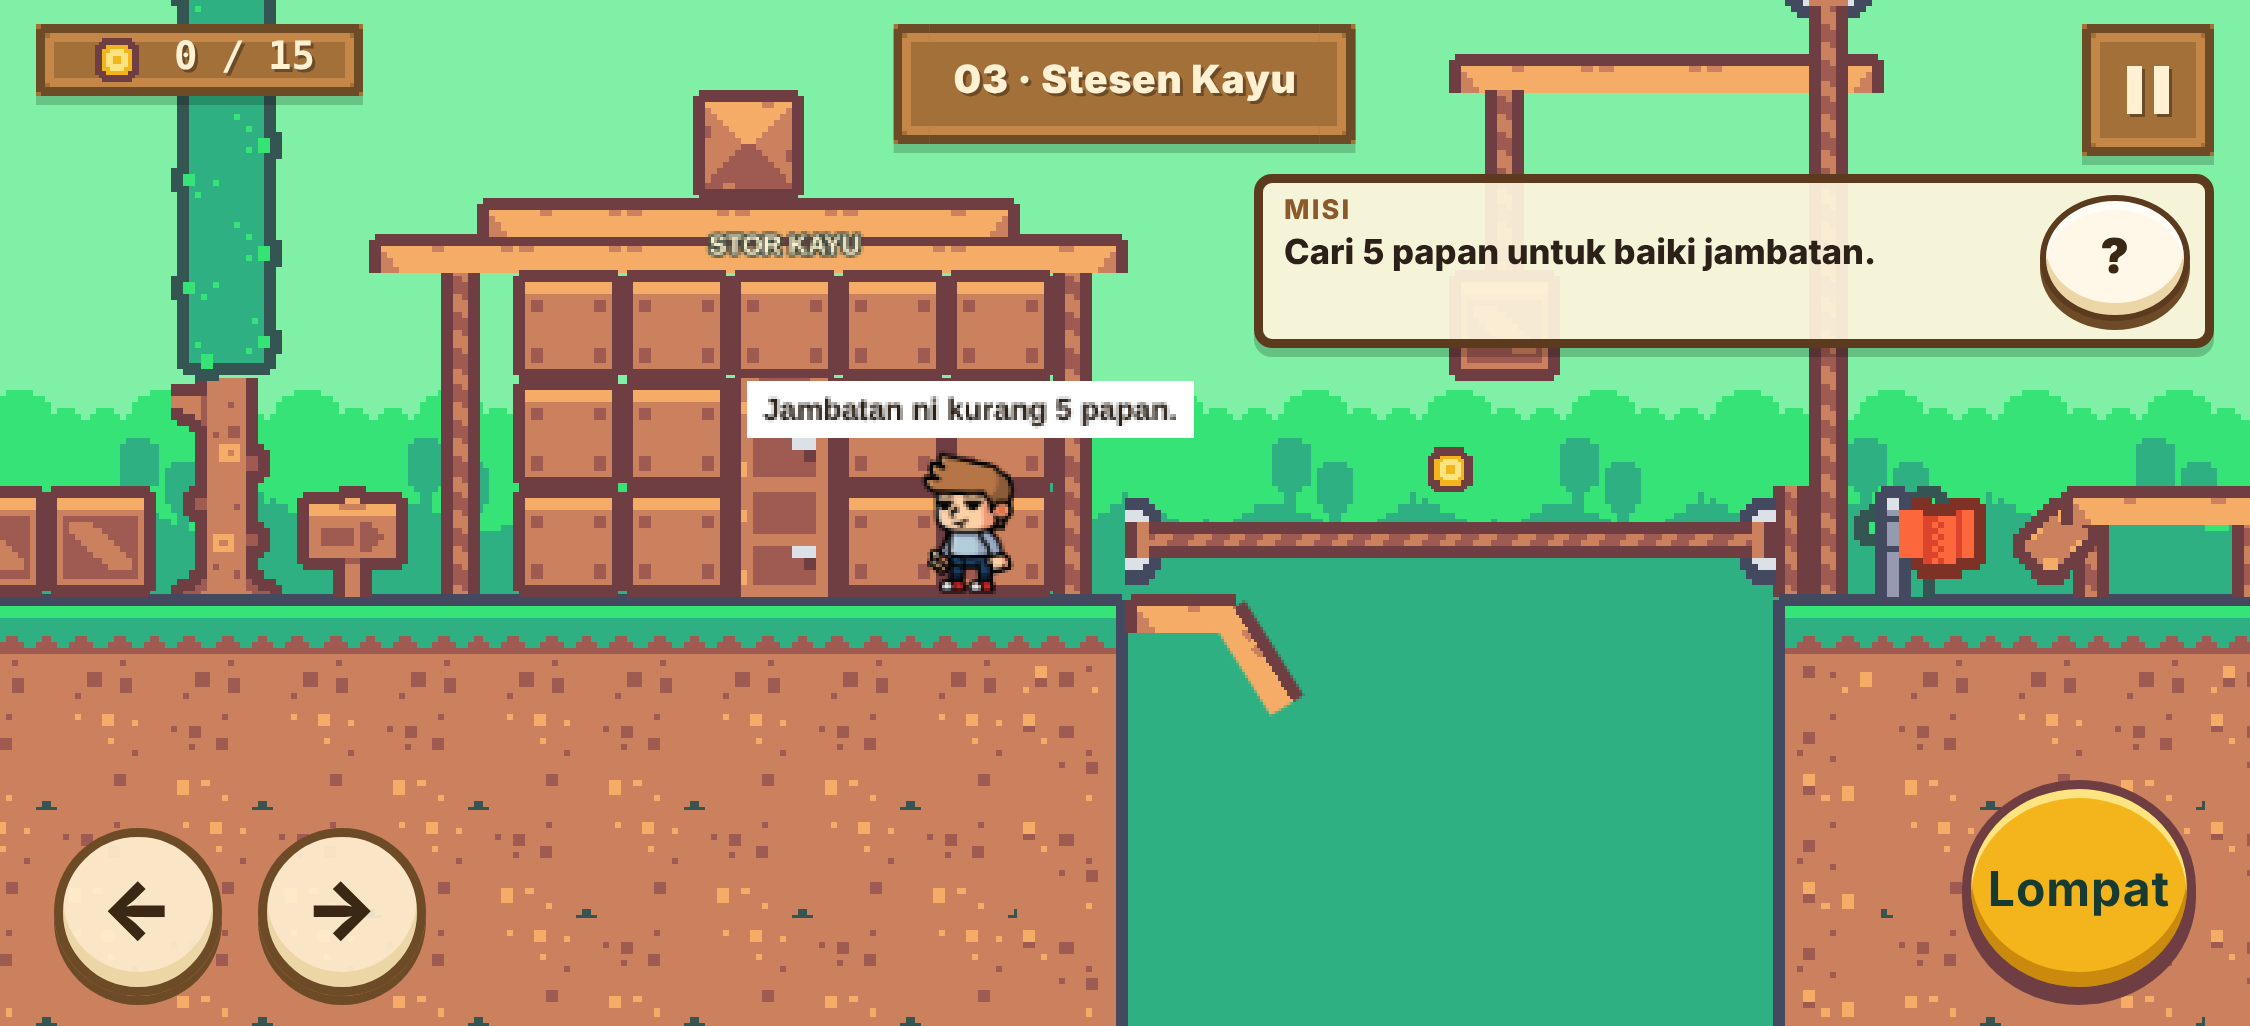 0 / 15
03 · Stesen Kayu
MISI
Cari 5 papan untuk baiki jambatan.
?
STOR KAYU
Jambatan ni kurang 5 papan.
Lompat